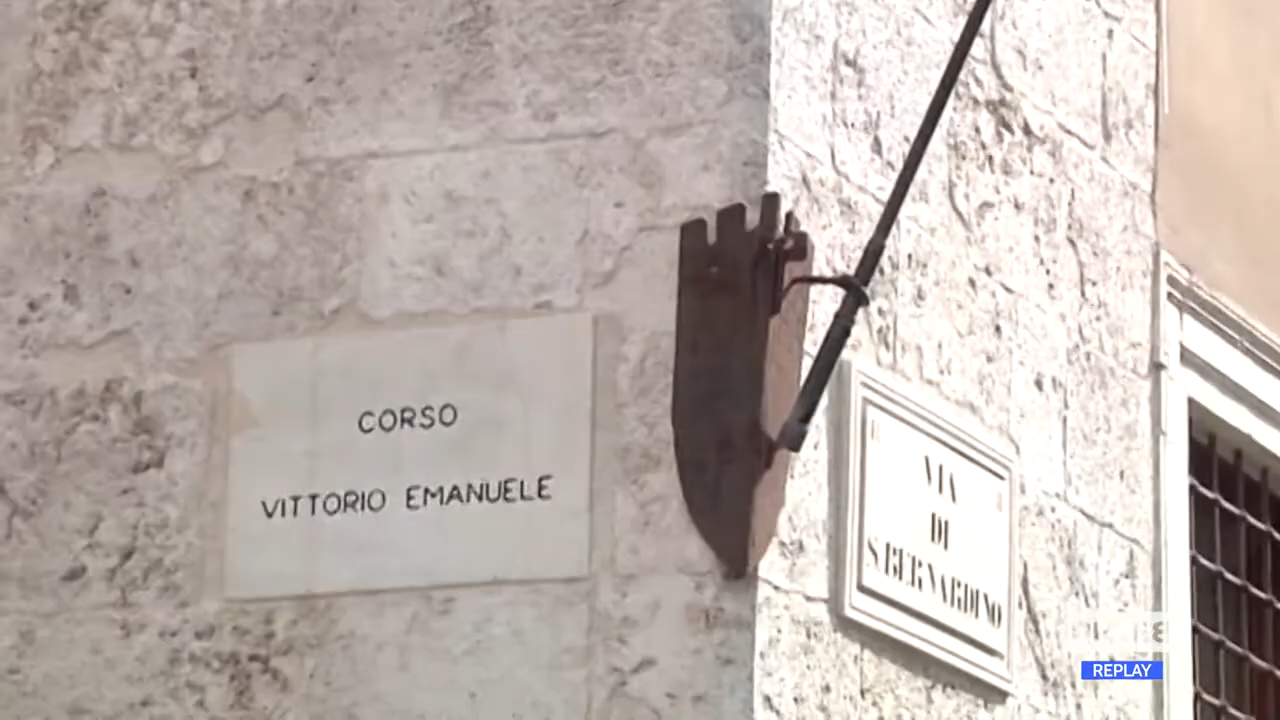 CORSO
VITTORIO EMANUELE
VIA
DI
S. BERNARDINO
REPLAY